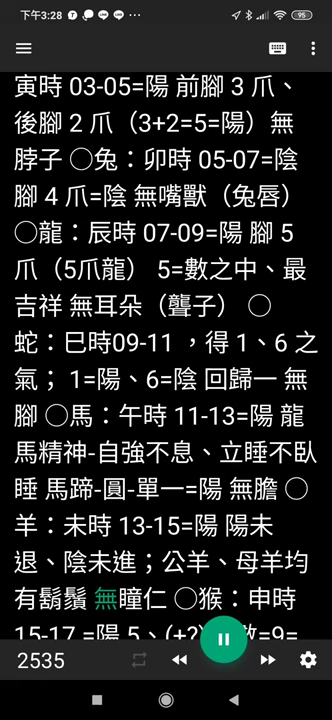 下午3:28
95
寅時 03-05=陽 前腳 3 爪、
後腳 2 爪（3+2=5=陽）無
脖子 ◯兔：卯時 05-07=陰
腳 4 爪=陰 無嘴獸（兔唇）
◯龍：辰時 07-09=陽 腳 5
爪（5爪龍） 5=數之中、最
吉祥 無耳朵（聾子） ◯
蛇：巳時09-11 ，得 1、6 之
氣； 1=陽、6=陰 回歸一 無
腳 ◯馬：午時 11-13=陽 龍
馬精神-自強不息、立睡不臥
睡 馬蹄-圓-單一=陽 無膽 ◯
羊：未時 13-15=陽 陽未
退、陰未進；公羊、母羊均
有鬍鬚 無瞳仁 ◯猴：申時
15-17 =陽 5、(+?)
=9=
2535